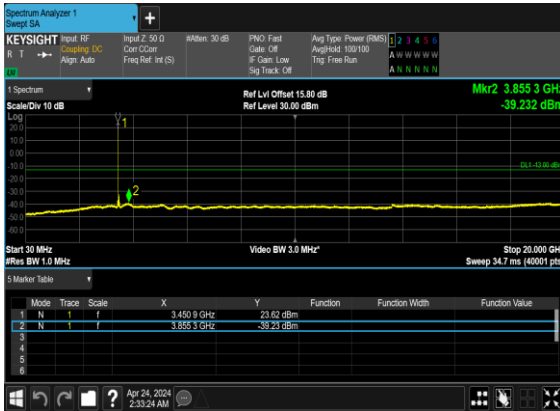 Spectrum Analyzer 1
Swept SA
+
KEYSIGHT Input: RF Input Z: 50 Ω #Atten: 30 dB PNO: Fast Avg Type: Power (RMS) 1 2 3 4 5 6
R T Coupling: DC Corr CCorr Gate: Off Avg|Hold: 100/100 A W W W W W
Align: Auto Freq Ref: Int (S) IF Gain: Low Trig: Free Run
Sig Track: Off A N N N N N
1 Spectrum Ref Lvl Offset 15.80 dB Mkr2 3.855 3 GHz
Scale/Div 10 dB Ref Level 30.00 dBm -39.232 dBm
Log
20.0
10.0
0.00
-10.0
-20.0
-30.0
-40.0
-50.0
-60.0
1
2
DL1 -13.00 dBm
Start 30 MHz Video BW 3.0 MHz* Stop 20.000 GHz
#Res BW 1.0 MHz Sweep 34.7 ms (40001 pts)
5 Marker Table
Mode Trace Scale X Y Function Function Width Function Value
1 N 1 f 3.450 9 GHz 23.62 dBm
2 N 1 f 3.855 3 GHz -39.23 dBm
3
4
5
6
? Apr 24, 2024
2:33:24 AM